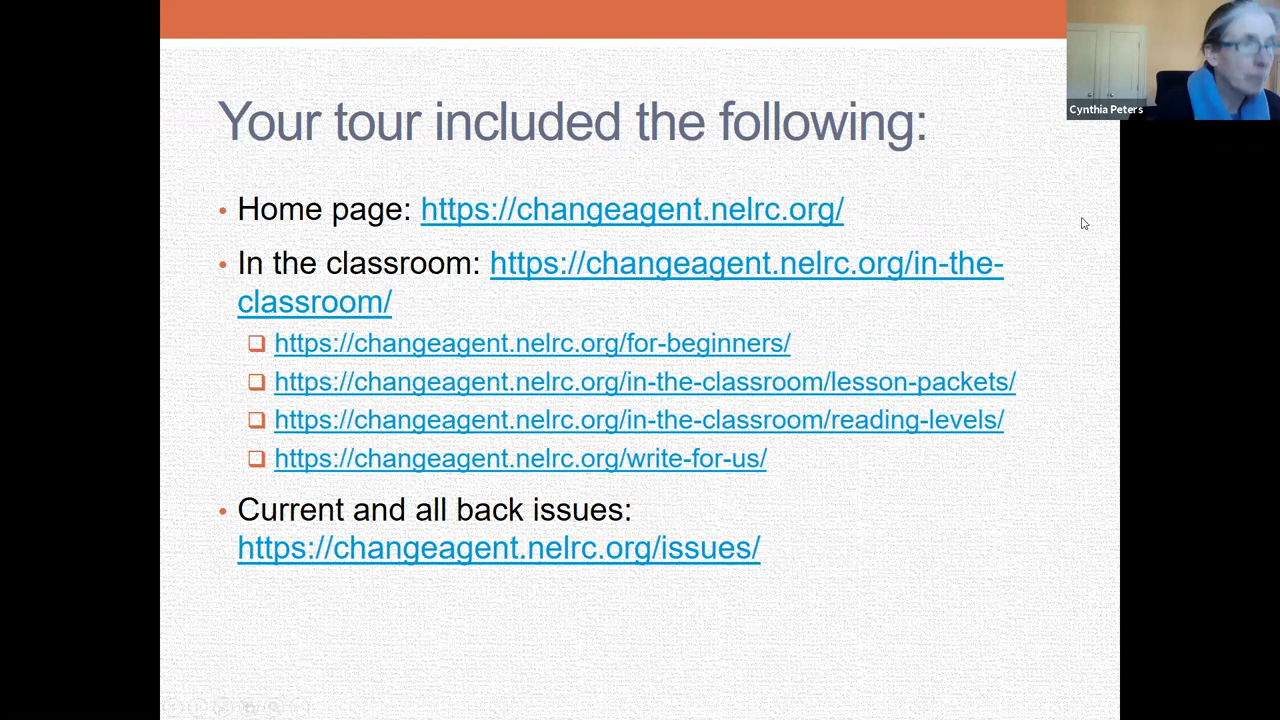 Your tour included the following:
• Home page: https://changeagent.nelrc.org/
• In the classroom: https://changeagent.nelrc.org/in-the-
classroom/
❑ https://changeagent.nelrc.org/for-beginners/
❑ https://changeagent.nelrc.org/in-the-classroom/lesson-packets/
❑ https://changeagent.nelrc.org/in-the-classroom/reading-levels/
❑ https://changeagent.nelrc.org/write-for-us/
• Current and all back issues:
https://changeagent.nelrc.org/issues/
Cynthia Peters